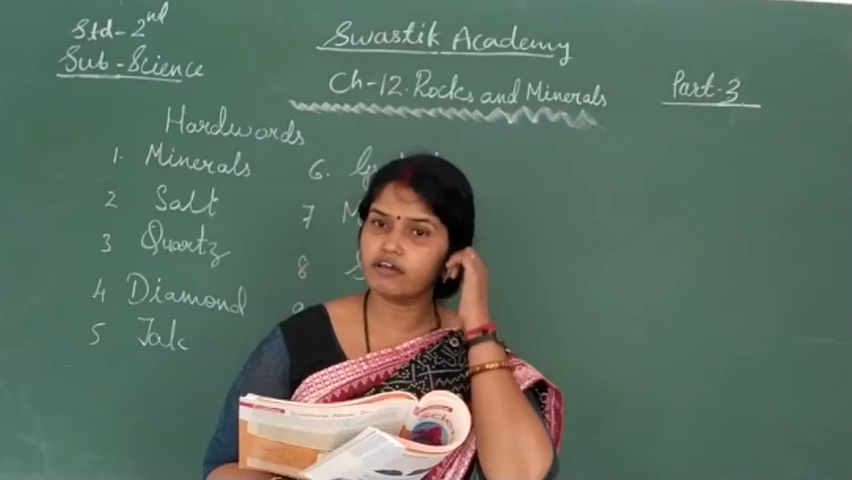 Std-2nd
Sub-Science
Swastik Academy
Ch-12. Rocks and Minerals
Part-3
Hardwords
1. Minerals
2 Salt
3 Quartz
4 Diamond
5 Talc
6.
7
8
9